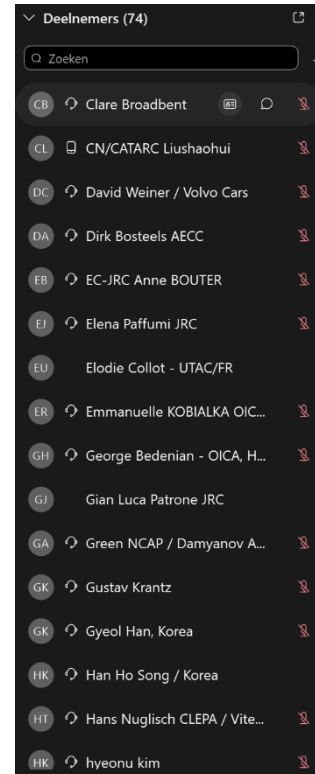 Deelnemers (74)
Zoeken
CB Clare Broadbent
CL CN/CATARC Liushaohui
DC David Weiner / Volvo Cars
DA Dirk Bosteels AECC
EB EC-JRC Anne BOUTER
EJ Elena Paffumi JRC
EU Elodie Collot - UTAC/FR
ER Emmanuelle KOBIALKA OIC...
GH George Bedenian - OICA, H...
GJ Gian Luca Patrone JRC
GA Green NCAP / Damyanov A...
GK Gustav Krantz
GK Gyeol Han, Korea
HK Han Ho Song / Korea
HT Hans Nuglisch CLEPA / Vite...
HK hyeonu kim